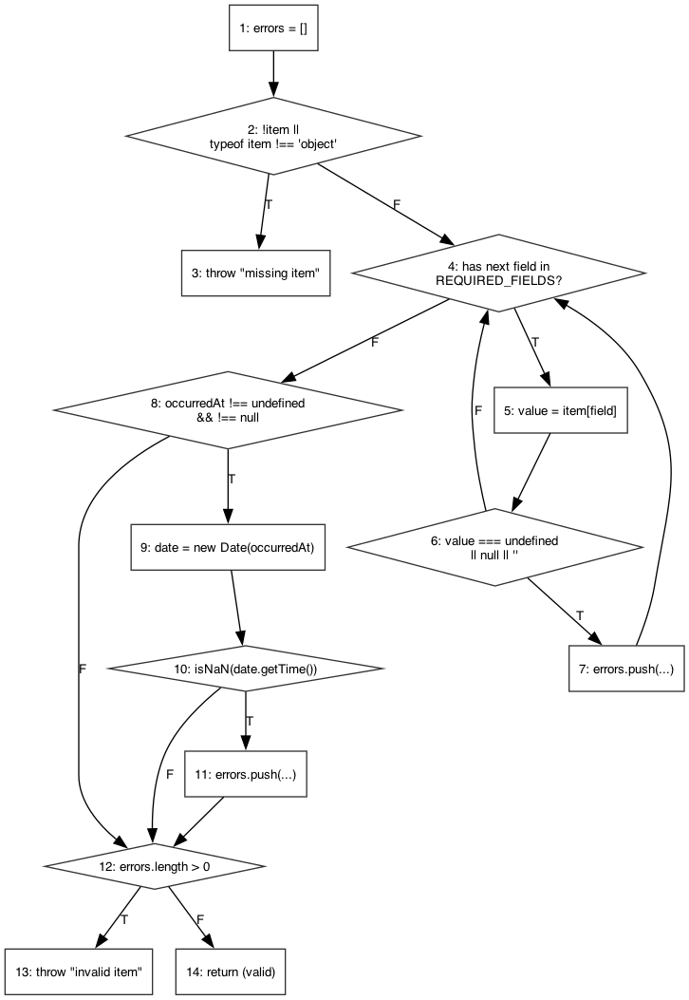 1: errors = []
2: !item ||
typeof item !== 'object'
T
F
3: throw "missing item"
4: has next field in
REQUIRED_FIELDS?
F
T
8: occurredAt !== undefined
&& !== null
5: value = item[field]
F
T
9: date = new Date(occurredAt)
6: value === undefined
|| null || ''
T
10: isNaN(date.getTime())
7: errors.push(...)
F
T
F
11: errors.push(...)
12: errors.length > 0
T
F
13: throw "invalid item"
14: return (valid)